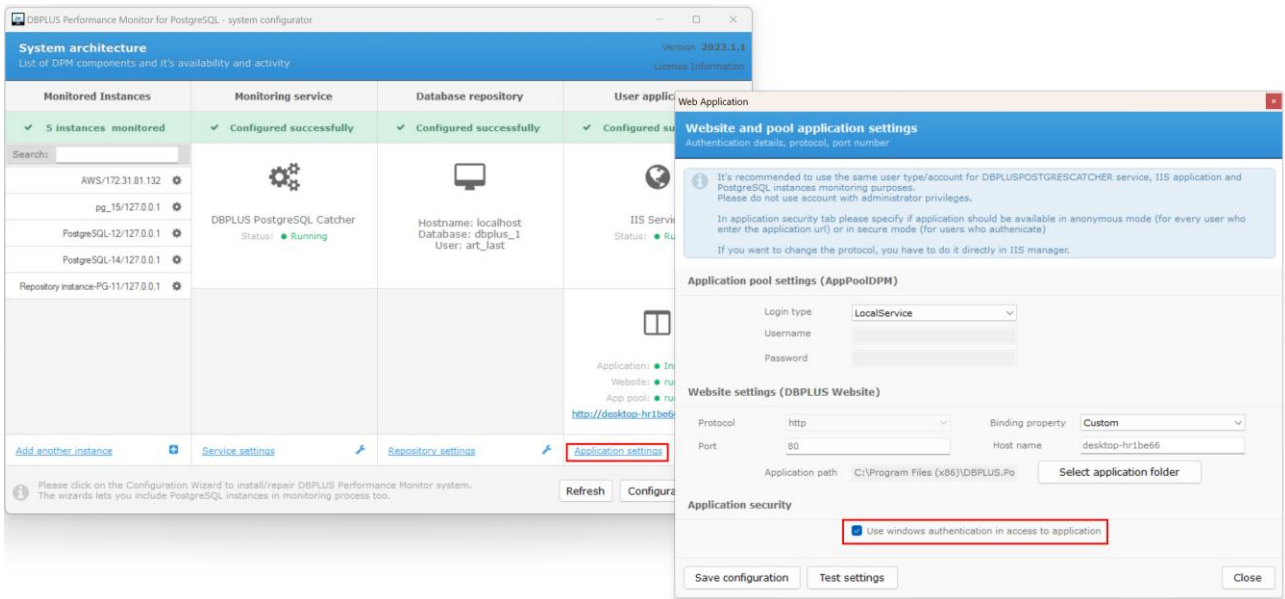 DBPLUS Performance Monitor for PostgreSQL - system configurator
System architecture
List of DPM components and it's availability and activity
Version 2023.1.1
License Information
Monitored Instances
Monitoring service
Database repository
User applic
5 instances monitored
Configured successfully
Configured successfully
Configured su
Search:
AWS/172.31.81.132
pg_15/127.0.0.1
PostgreSQL-12/127.0.0.1
PostgreSQL-14/127.0.0.1
Repository instance-PG-11/127.0.0.1
DBPLUS PostgreSQL Catcher
Status: Running
Hostname: localhost
Database: dbplus_1
User: art_last
IIS Servi
Status: Ru
Application: In
Website: ru
App pool: ru
http://desktop-hr1be6
Add another instance
Service settings
Repository settings
Application settings
Please click on the Configuration Wizard to install/repair DBPLUS Performance Monitor system.
The wizards lets you include PostgreSQL instances in monitoring process too.
Refresh
Configura
Web Application
Website and pool application settings
Authentication details, protocol, port number
It's recommended to use the same user type/account for DBPLUSPOSTGRESCATCHER service, IIS application and
PostgreSQL instances monitoring purposes.
Please do not use account with administrator privileges.
In application security tab please specify if application should be available in anonymous mode (for every user who
enter the application url) or in secure mode (for users who authenicate)
If you want to change the protocol, you have to do it directly in IIS manager.
Application pool settings (AppPoolDPM)
Login type
LocalService
Username
Password
Website settings (DBPLUS Website)
Protocol
http
Binding property
Custom
Port
80
Host name
desktop-hr1be66
Application path
C:\Program Files (x86)\DBPLUS.Po
Select application folder
Application security
Use windows authentication in access to application
Save configuration
Test settings
Close